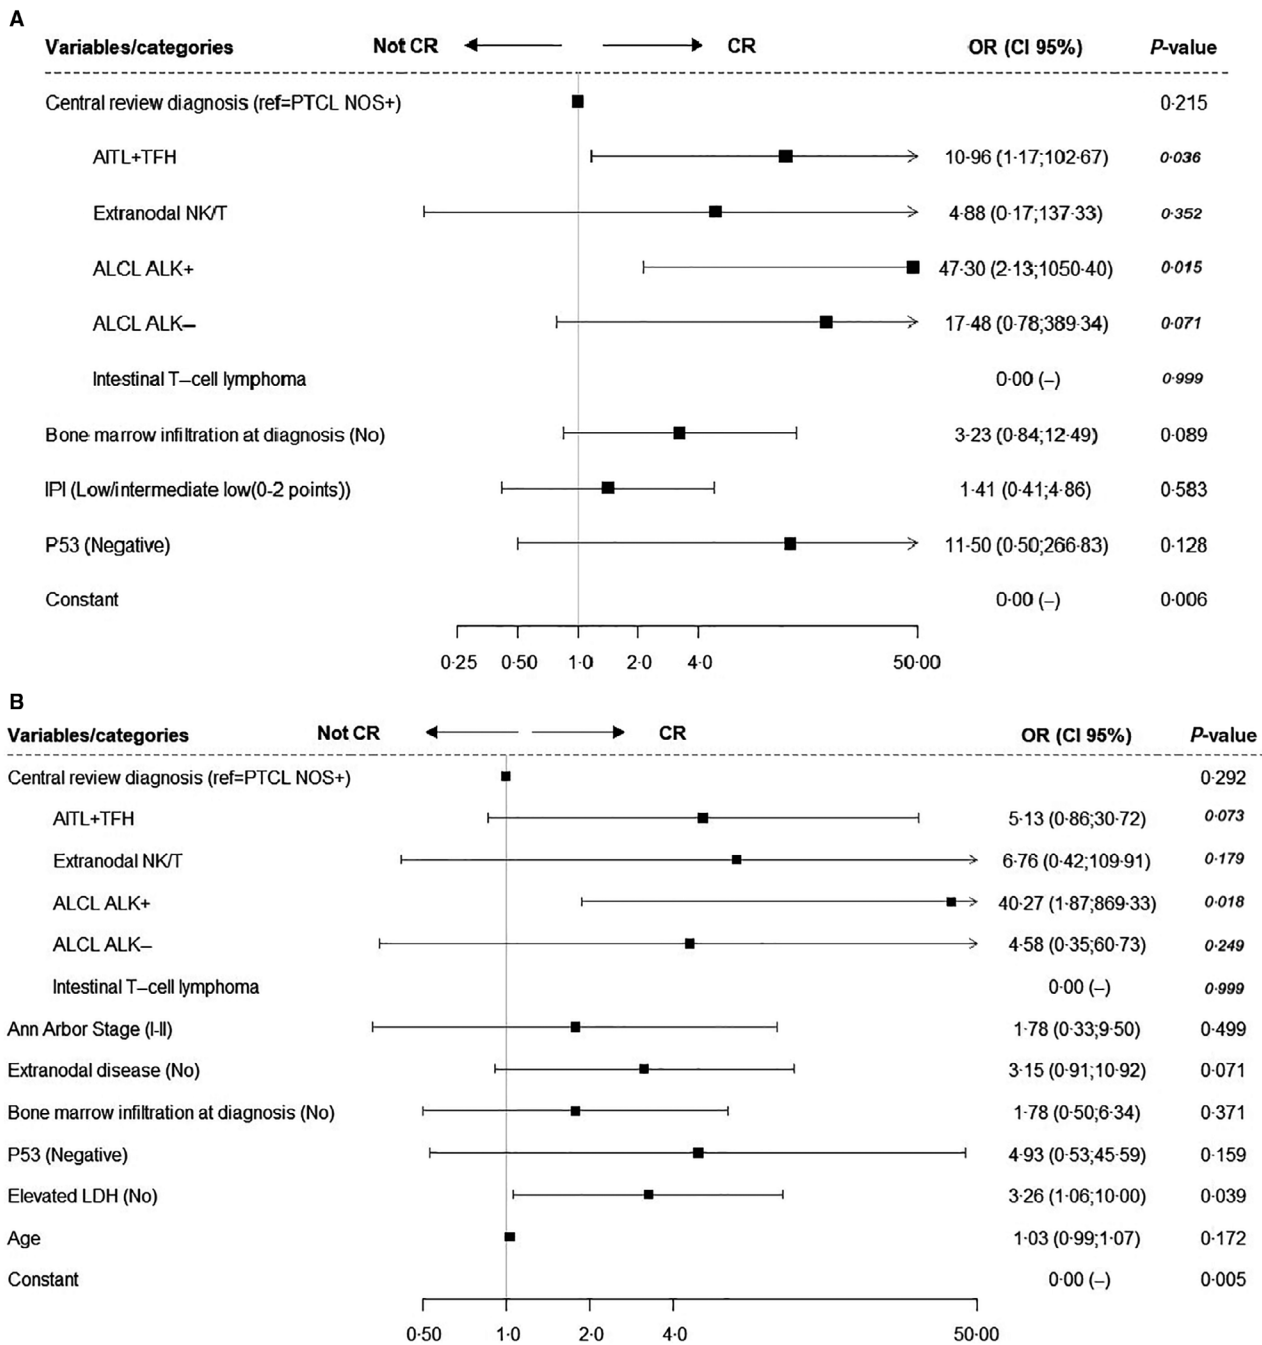 A
Variables/categories Not CR CR OR (CI 95%) P-value
Central review diagnosis (ref=PTCL NOS+) 0·215
AITL+TFH 10·96 (1·17;102·67) 0·036
Extranodal NK/T 4·88 (0·17;137·33) 0·352
ALCL ALK+ 47·30 (2·13;1050·40) 0·015
ALCL ALK– 17·48 (0·78;389·34) 0·071
Intestinal T–cell lymphoma 0·00 (–) 0·999
Bone marrow infiltration at diagnosis (No) 3·23 (0·84;12·49) 0·089
IPI (Low/intermediate low(0-2 points)) 1·41 (0·41;4·86) 0·583
P53 (Negative) 11·50 (0·50;266·83) 0·128
Constant 0·00 (–) 0·006
0·25 0·50 1·0 2·0 4·0 50·00
B
Variables/categories Not CR CR OR (CI 95%) P-value
Central review diagnosis (ref=PTCL NOS+) 0·292
AITL+TFH 5·13 (0·86;30·72) 0·073
Extranodal NK/T 6·76 (0·42;109·91) 0·179
ALCL ALK+ 40·27 (1·87;869·33) 0·018
ALCL ALK– 4·58 (0·35;60·73) 0·249
Intestinal T–cell lymphoma 0·00 (–) 0·999
Ann Arbor Stage (I-II) 1·78 (0·33;9·50) 0·499
Extranodal disease (No) 3·15 (0·91;10·92) 0·071
Bone marrow infiltration at diagnosis (No) 1·78 (0·50;6·34) 0·371
P53 (Negative) 4·93 (0·53;45·59) 0·159
Elevated LDH (No) 3·26 (1·06;10·00) 0·039
Age 1·03 (0·99;1·07) 0·172
Constant 0·00 (–) 0·005
0·50 1·0 2·0 4·0 50·00